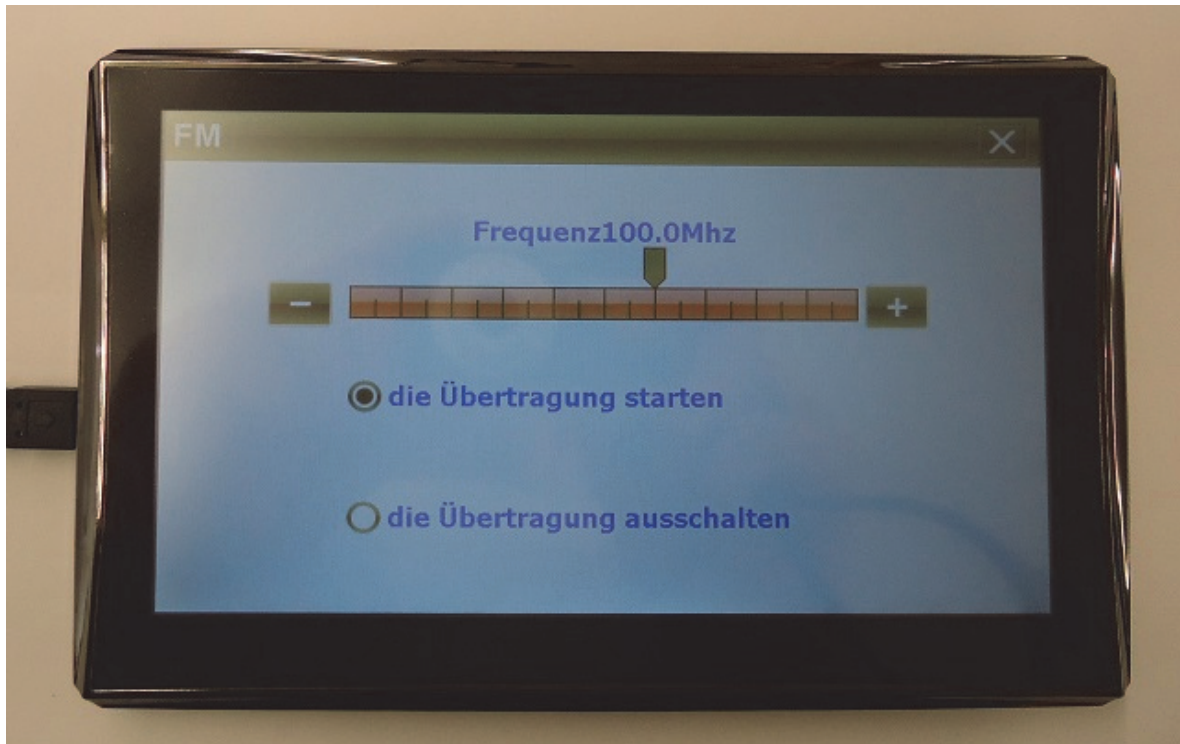 FM
Frequenz100.0Mhz
die Übertragung starten
die Übertragung ausschalten